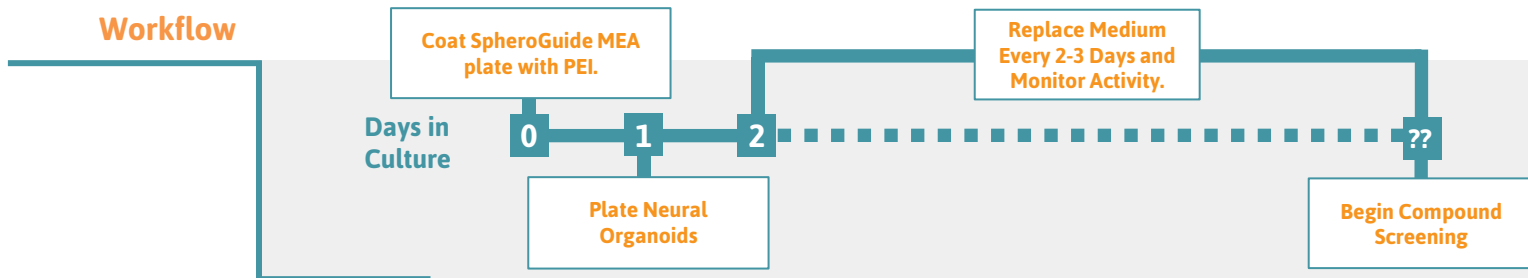 Workflow
Coat SpheroGuide MEA
plate with PEI.
Replace Medium
Every 2-3 Days and
Monitor Activity.
Days in
Culture
0
1
2
??
Plate Neural
Organoids
Begin Compound
Screening